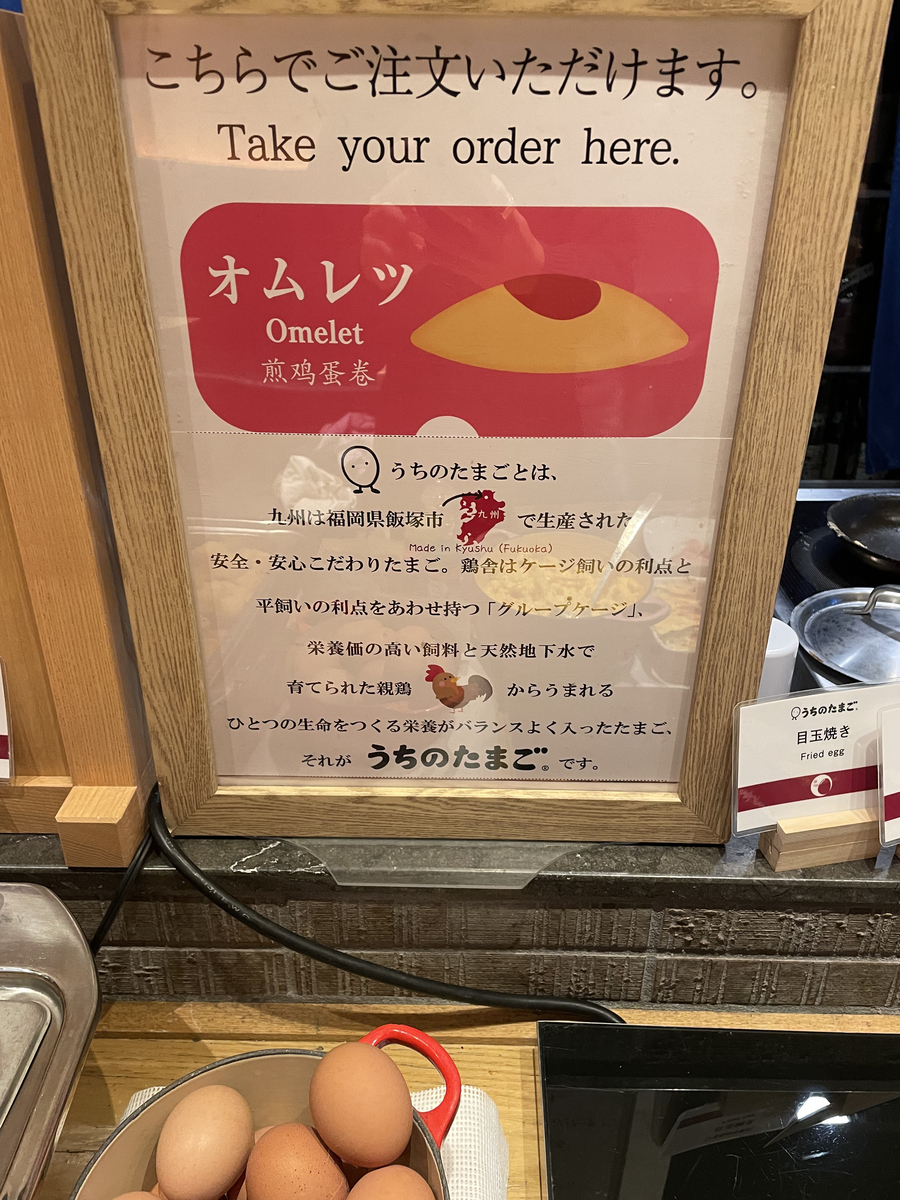 こちらでご注文いただけます。
Take your order here.
オムレツ
Omelet
煎鸡蛋卷
うちのたまごとは、
九州は福岡県飯塚市 九州 で生産された
Made in Kyushu (Fukuoka)
安全・安心こだわりたまご。鶏舎はケージ飼いの利点と
平飼いの利点をあわせ持つ「グループケージ」、
栄養価の高い飼料と天然地下水で
育てられた親鶏 からうまれる
ひとつの生命をつくる栄養がバランスよく入ったたまご、
それが うちのたまご® です。
うちのたまご®
目玉焼き
Fried egg